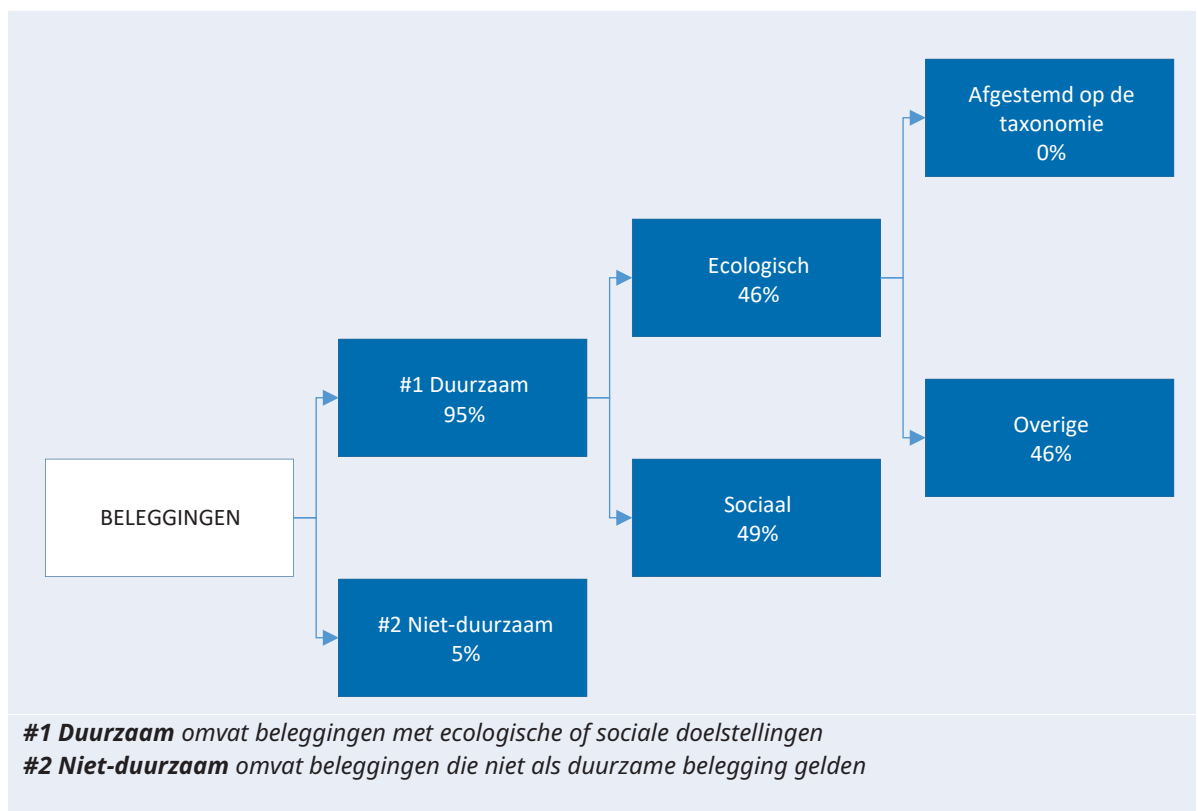 Afgestemd op de
taxonomie
0%
Ecologisch
46%
#1 Duurzaam
95%
Overige
46%
BELEGGINGEN
Sociaal
49%
#2 Niet-duurzaam
5%
#1 Duurzaam omvat beleggingen met ecologische of sociale doelstellingen
#2 Niet-duurzaam omvat beleggingen die niet als duurzame belegging gelden